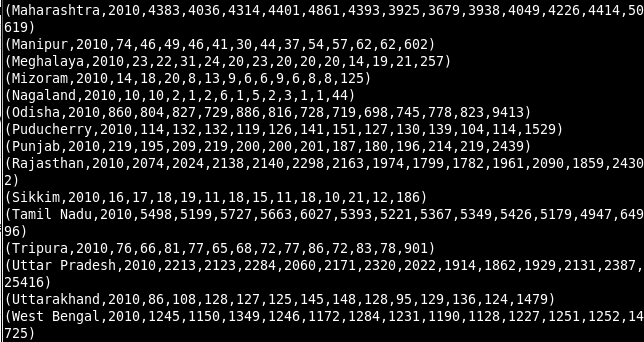 (Maharashtra,2010,4383,4036,4314,4401,4861,4393,3925,3679,3938,4049,4226,4414,50
619)
(Manipur,2010,74,46,49,46,41,30,44,37,54,57,62,62,602)
(Meghalaya,2010,23,22,31,24,20,23,20,20,20,14,19,21,257)
(Mizoram,2010,14,18,20,8,13,9,6,6,9,6,8,8,125)
(Nagaland,2010,10,10,2,1,2,6,1,5,2,3,1,1,44)
(Odisha,2010,860,804,827,729,886,816,728,719,698,745,778,823,9413)
(Puducherry,2010,114,132,132,119,126,141,151,127,130,139,104,114,1529)
(Punjab,2010,219,195,209,219,200,200,201,187,180,196,214,219,2439)
(Rajasthan,2010,2074,2024,2138,2140,2298,2163,1974,1799,1782,1961,2090,1859,2430
2)
(Sikkim,2010,16,17,18,19,11,18,15,11,18,10,21,12,186)
(Tamil Nadu,2010,5498,5199,5727,5663,6027,5393,5221,5367,5349,5426,5179,4947,649
96)
(Tripura,2010,76,66,81,77,65,68,72,77,86,72,83,78,901)
(Uttar Pradesh,2010,2213,2123,2284,2060,2171,2320,2022,1914,1862,1929,2131,2387,
25416)
(Uttarakhand,2010,86,108,128,127,125,145,148,128,95,129,136,124,1479)
(West Bengal,2010,1245,1150,1349,1246,1172,1284,1231,1190,1128,1227,1251,1252,14
725)